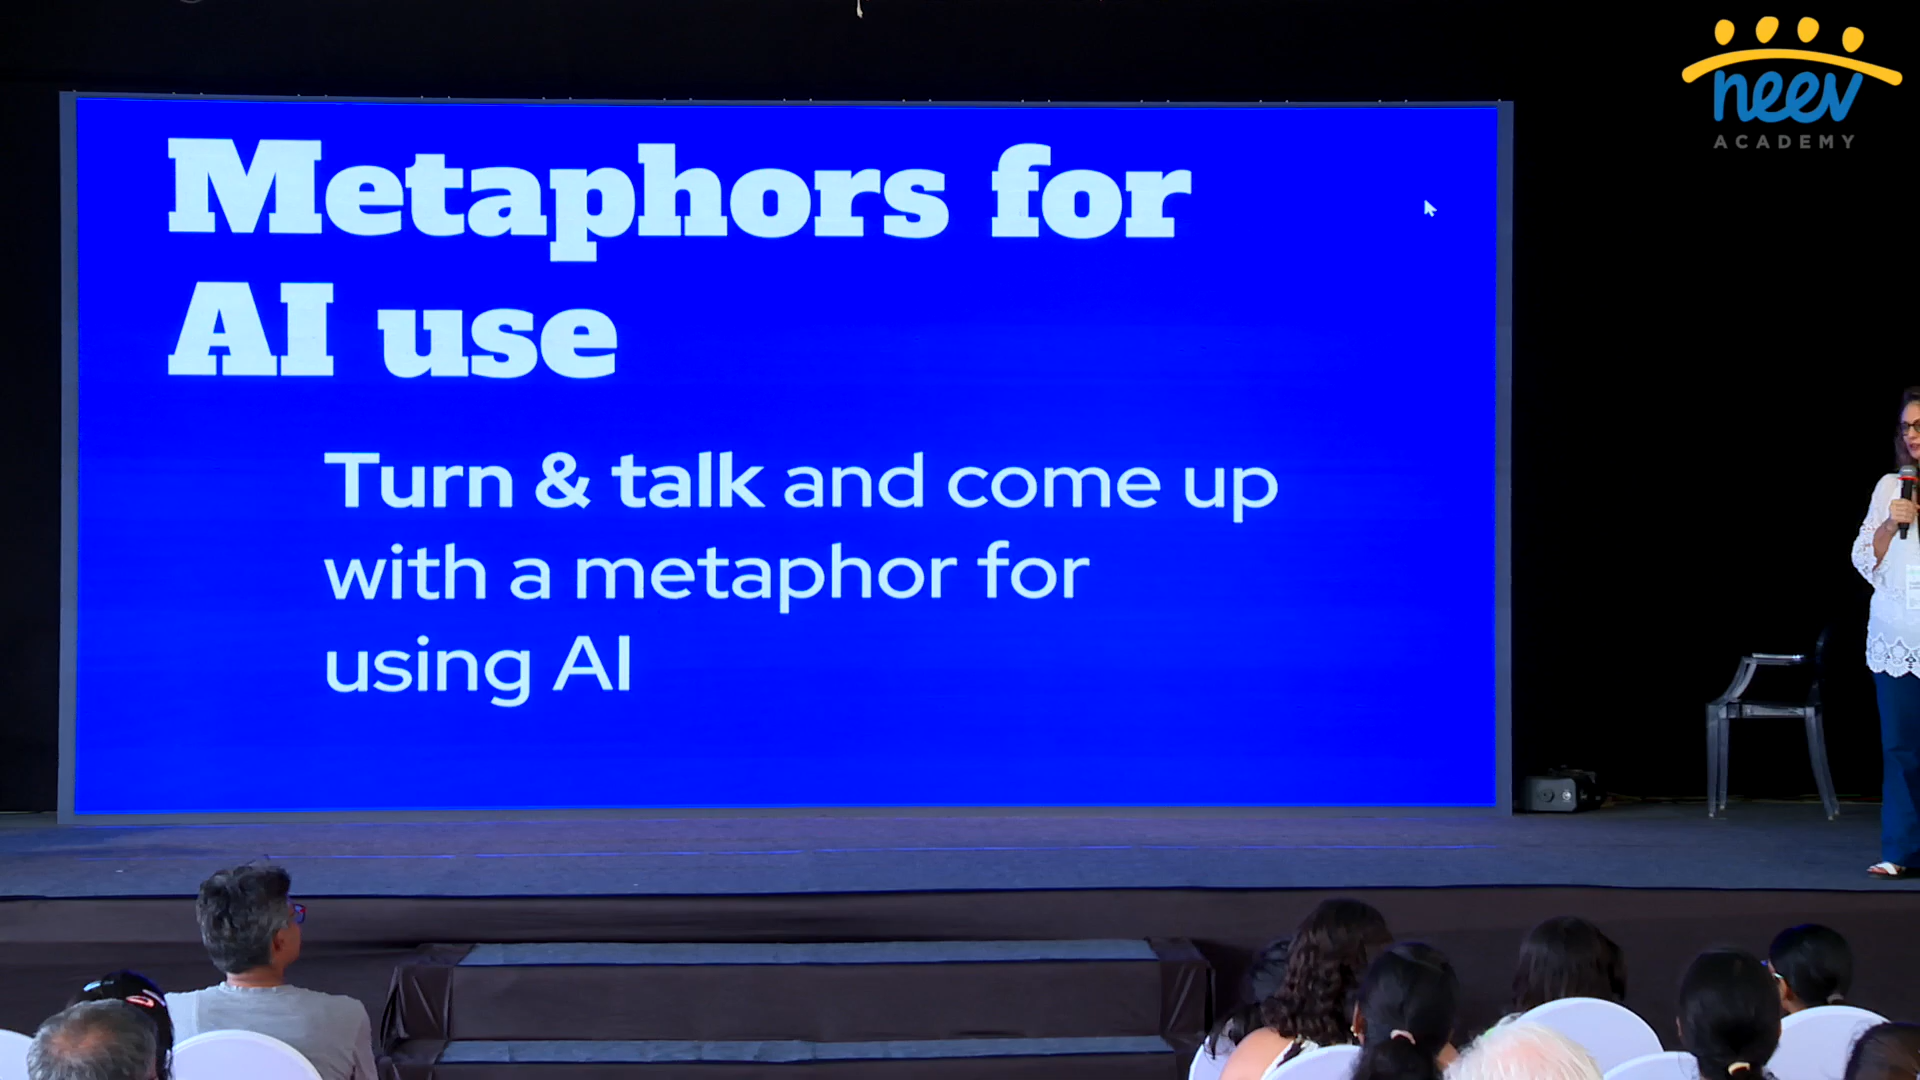 neev
ACADEMY
Metaphors for
AI use
Turn & talk and come up
with a metaphor for
using AI